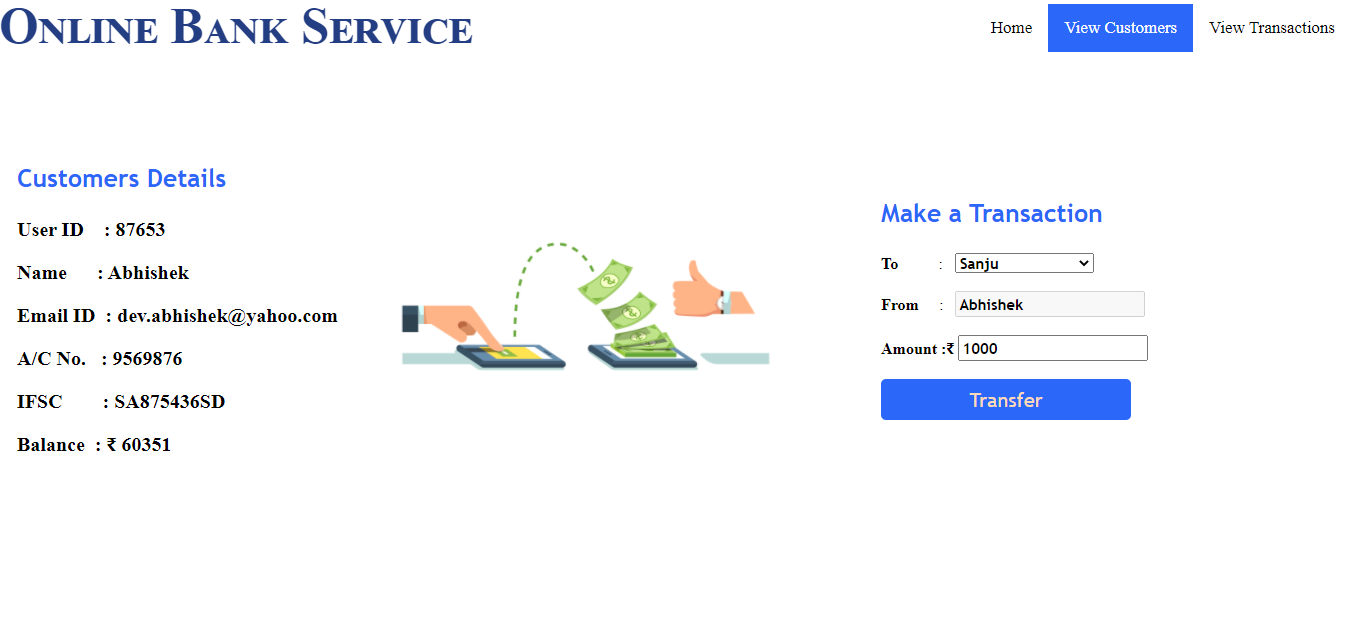 Online Bank Service
Home View Customers View Transactions
Customers Details
User ID : 87653
Name : Abhishek
Email ID : dev.abhishek@yahoo.com
A/C No. : 9569876
IFSC : SA875436SD
Balance : ₹ 60351
Make a Transaction
To : Sanju
From : Abhishek
Amount :₹ 1000
Transfer